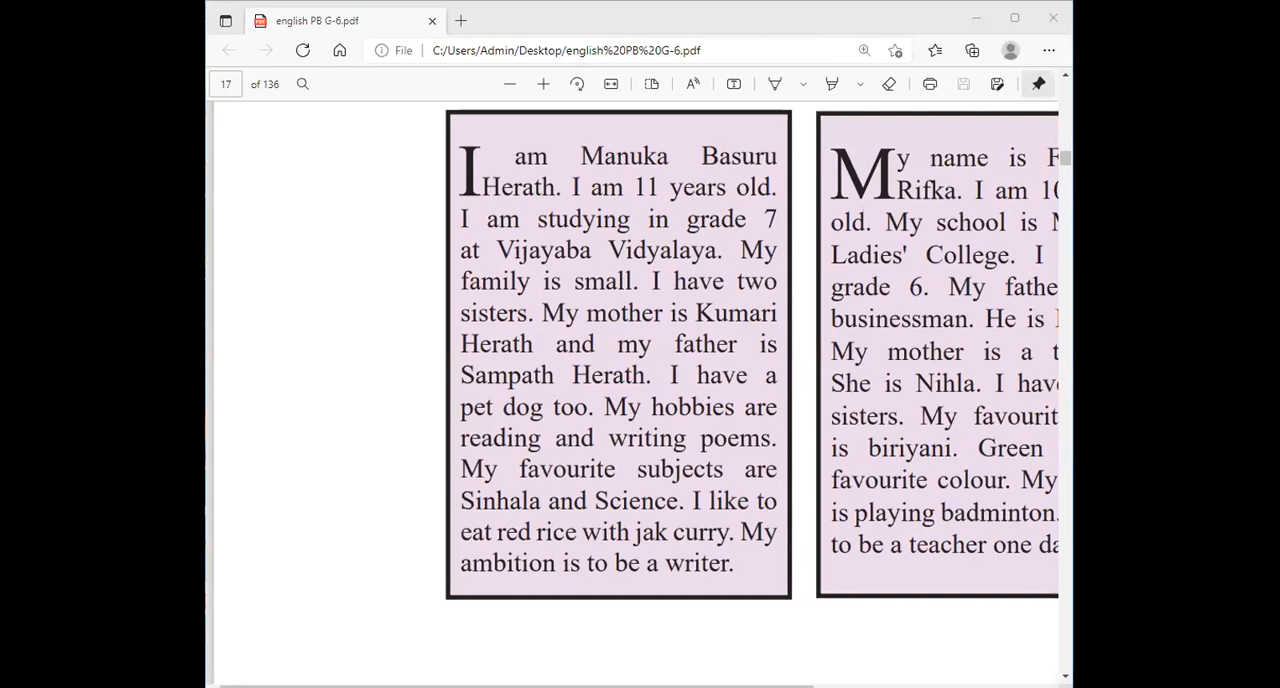 english PB G-6.pdf
File
C:/Users/Admin/Desktop/english%20PB%20G-6.pdf
17 of 136
I am Manuka Basuru
Herath. I am 11 years old.
I am studying in grade 7
at Vijayaba Vidyalaya. My
family is small. I have two
sisters. My mother is Kumari
Herath and my father is
Sampath Herath. I have a
pet dog too. My hobbies are
reading and writing poems.
My favourite subjects are
Sinhala and Science. I like to
eat red rice with jak curry. My
ambition is to be a writer.
My name is F
Rifka. I am 10
old. My school is
Ladies' College. I
grade 6. My fathe
businessman. He is
My mother is a t
She is Nihla. I hav
sisters. My favourit
is biriyani. Green
favourite colour. My
is playing badminton.
to be a teacher one da